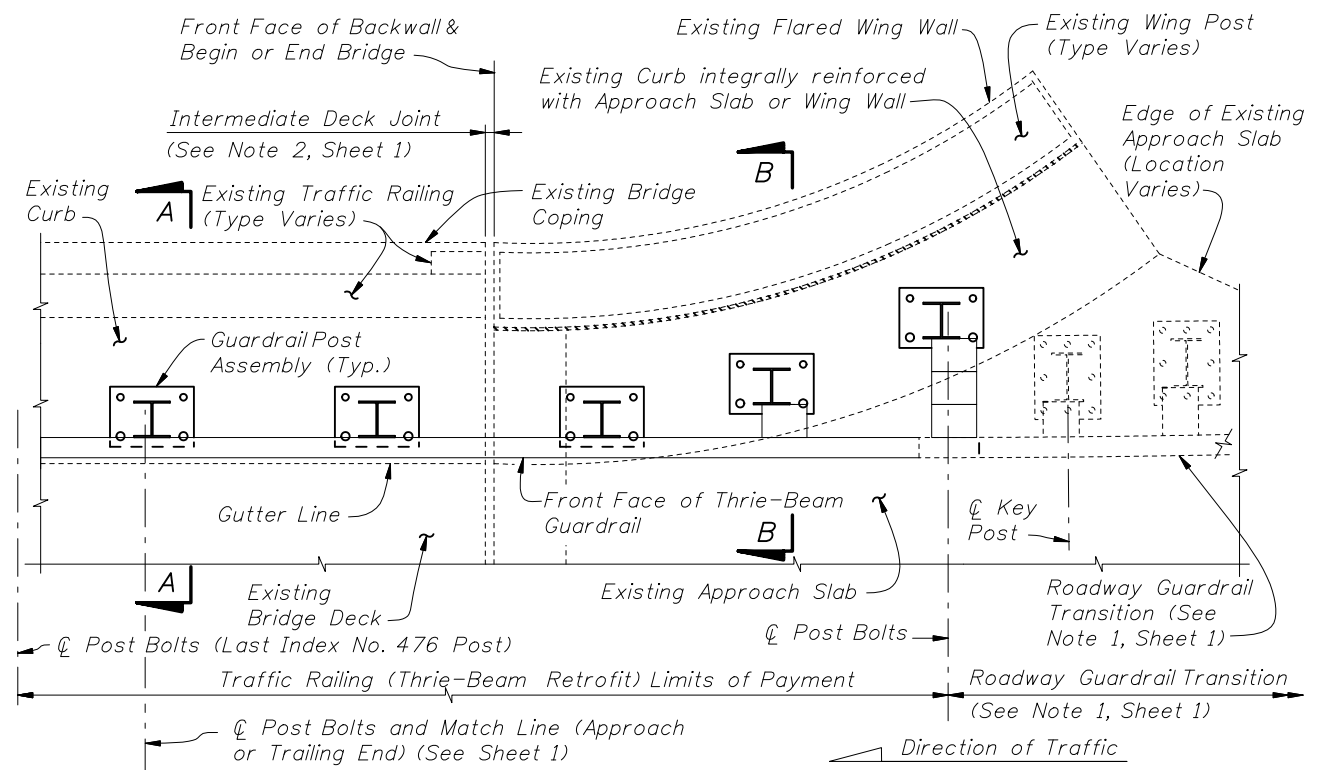 Front Face of Backwall &
Begin or End Bridge
Existing Flared Wing Wall
Existing Wing Post
(Type Varies)
Existing Curb integrally reinforced
with Approach Slab or Wing Wall
Intermediate Deck Joint
(See Note 2, Sheet 1)
Edge of Existing
Approach Slab
(Location
Varies)
B
Existing
Curb
A
Existing Traffic Railing
(Type Varies)
Existing Bridge
Coping
Guardrail Post
Assembly (Typ.)
Gutter Line
Front Face of Thrie-Beam
Guardrail
℄ Key
Post
B
A
Existing
Bridge Deck
Existing Approach Slab
Roadway Guardrail
Transition (See
Note 1, Sheet 1)
℄ Post Bolts (Last Index No. 476 Post)
℄ Post Bolts
Traffic Railing (Thrie-Beam Retrofit) Limits of Payment
Roadway Guardrail Transition
(See Note 1, Sheet 1)
℄ Post Bolts and Match Line (Approach
or Trailing End) (See Sheet 1)
Direction of Traffic